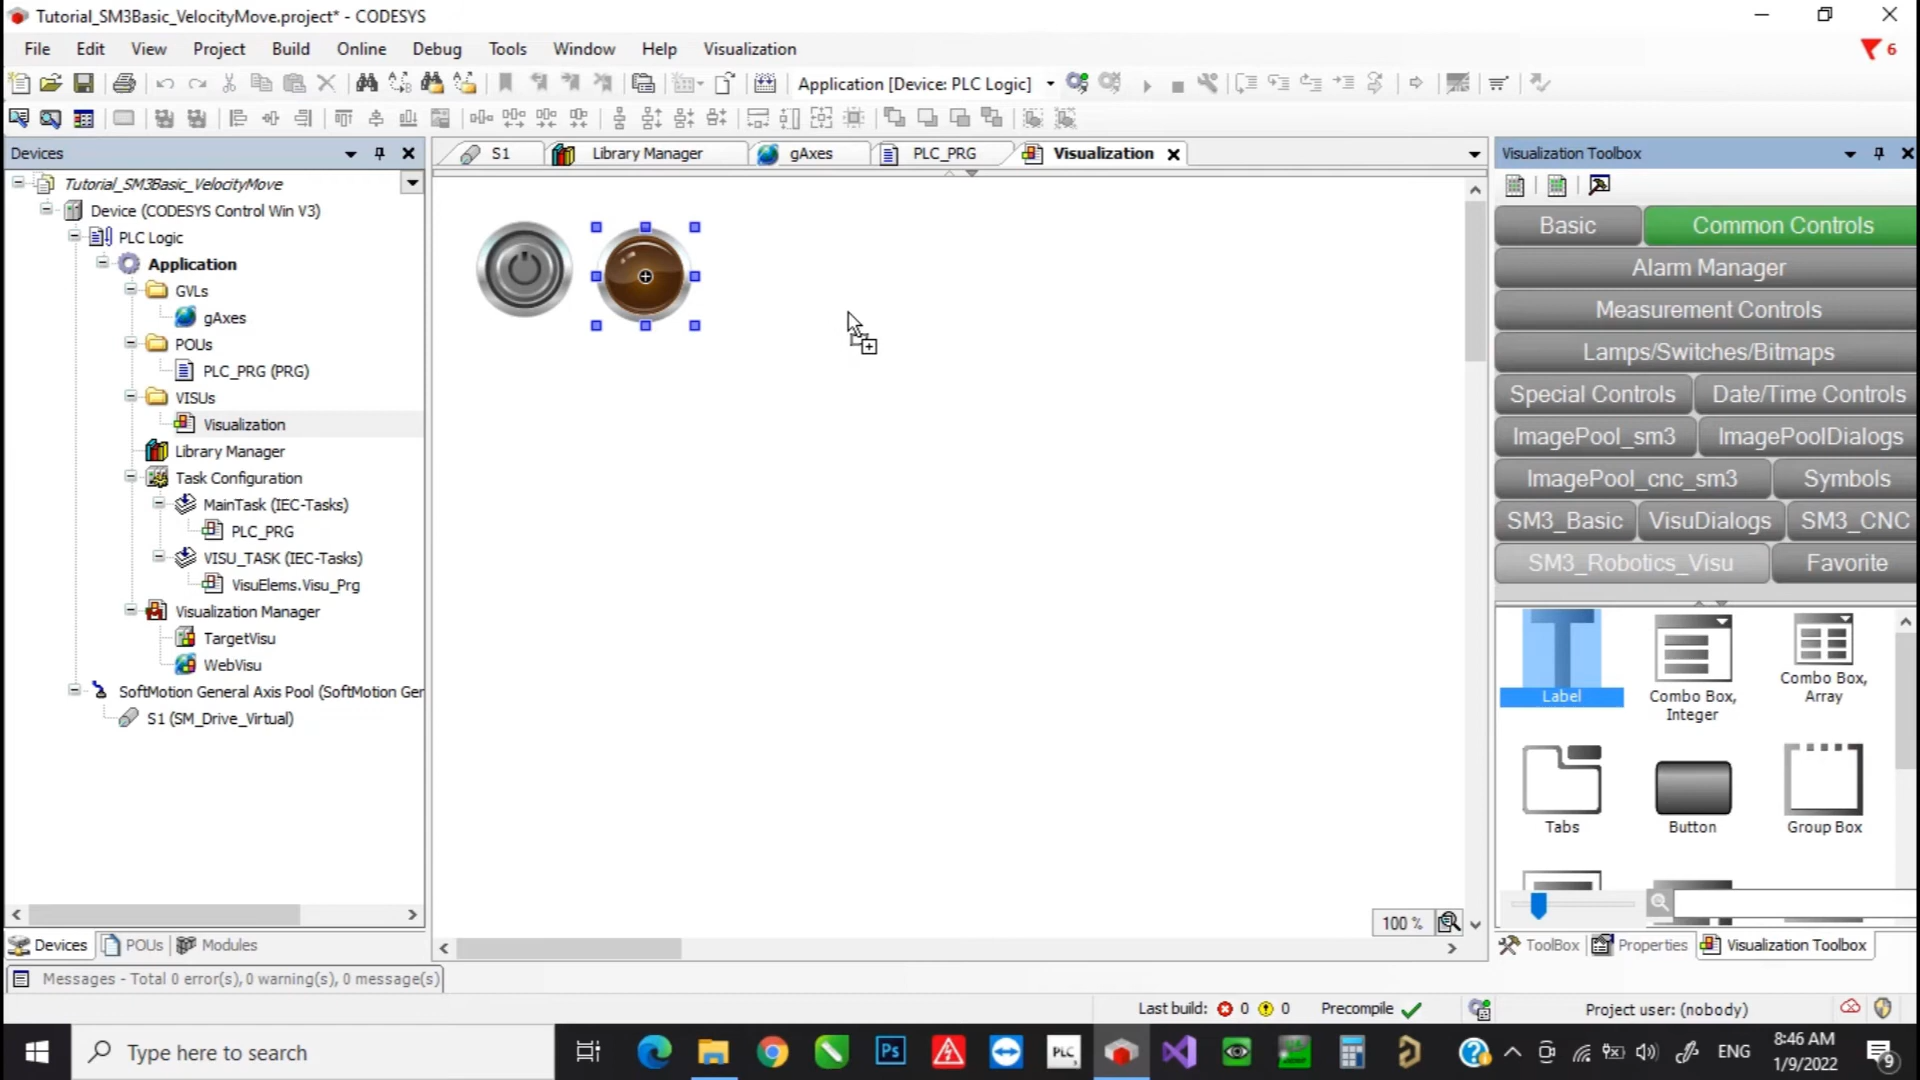 Tutorial_SM3Basic_VelocityMove.project* - CODESYS
File Edit View Project Build Online Debug Tools Window Help Visualization
6
Application [Device: PLC Logic]
Devices
S1
Library Manager
gAxes
PLC_PRG
Visualization
Visualization Toolbox
Tutorial_SM3Basic_VelocityMove
Device (CODESYS Control Win V3)
PLC Logic
Application
GVLs
gAxes
POUs
PLC_PRG (PRG)
VISUs
Visualization
Library Manager
Task Configuration
MainTask (IEC-Tasks)
PLC_PRG
VISU_TASK (IEC-Tasks)
VisuElems.Visu_Prg
Visualization Manager
TargetVisu
WebVisu
SoftMotion General Axis Pool (SoftMotion Ger
S1 (SM_Drive_Virtual)
Basic Common Controls
Alarm Manager
Measurement Controls
Lamps/Switches/Bitmaps
Special Controls Date/Time Controls
ImagePool_sm3 ImagePoolDialogs
ImagePool_cnc_sm3 Symbols
SM3_Basic VisuDialogs SM3_CNC
SM3_Robotics_Visu Favorite
Label
Combo Box, Integer
Combo Box, Array
Tabs
Button
Group Box
100 %
Devices POUs Modules
ToolBox Properties Visualization Toolbox
Messages - Total 0 error(s), 0 warning(s), 0 message(s)
Last build: 0 0 Precompile Project user: (nobody)
Type here to search
Ps
PLC
ENG
8:46 AM
1/9/2022
9